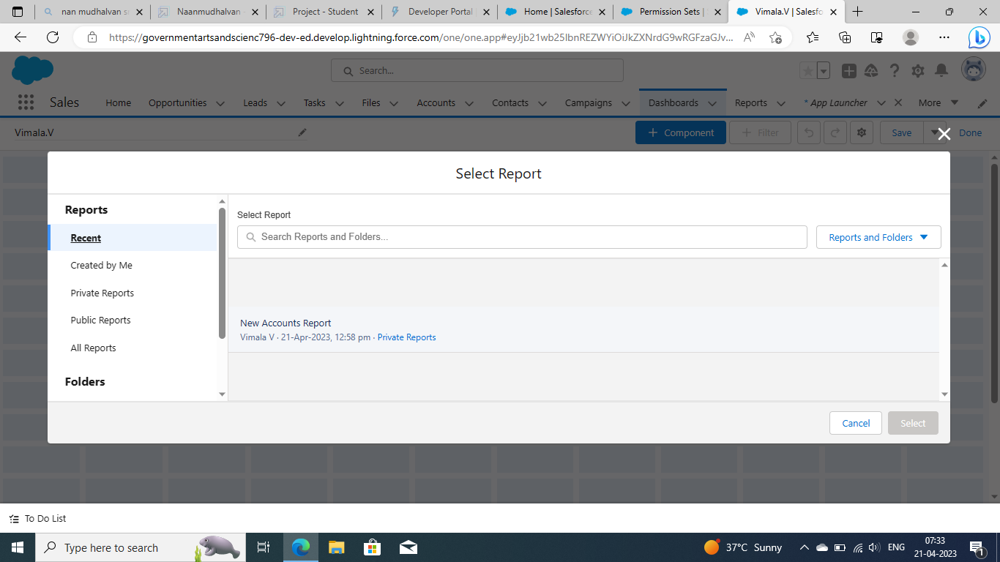 nan mudhalvan sr
Naanmudhalvan -
Project - Student
Developer Portal |
Home | Salesforce
Permission Sets |
Vimala.V | Salesfo
https://governmentartsandscienc796-dev-ed.develop.lightning.force.com/one/one.app#eyJjb21wb25lbnREZWYiOiJkZXNrdG9wRGFzaGJv...
Search...
Sales
Home
Opportunities
Leads
Tasks
Files
Accounts
Contacts
Campaigns
Dashboards
Reports
* App Launcher
More
Vimala.V
+ Component
+ Filter
Save
Done
Select Report
Reports
Recent
Created by Me
Private Reports
Public Reports
All Reports
Folders
Select Report
Search Reports and Folders...
Reports and Folders
New Accounts Report
Vimala V · 21-Apr-2023, 12:58 pm · Private Reports
Cancel
Select
To Do List
Type here to search
37°C Sunny
ENG
07:33
21-04-2023
1